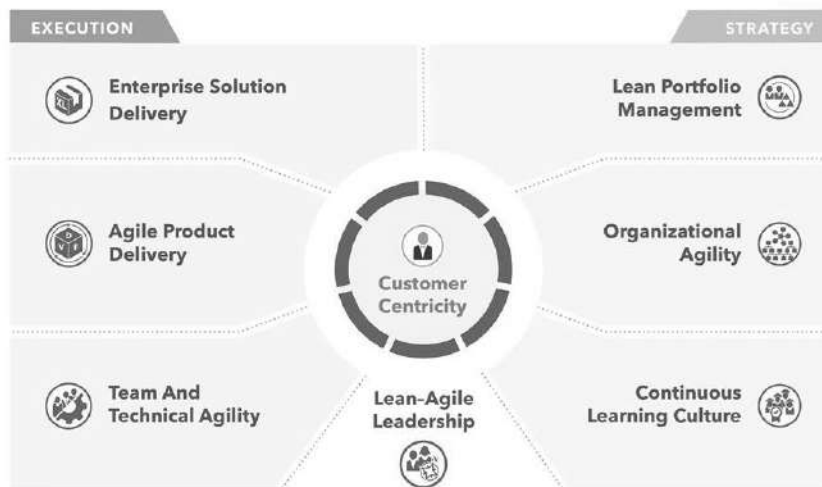 EXECUTION
STRATEGY
Enterprise Solution
Delivery
Lean Portfolio
Management
Agile Product
Delivery
Organizational
Agility
Customer
Centricity
Team And
Technical Agility
Lean-Agile
Leadership
Continuous
Learning Culture